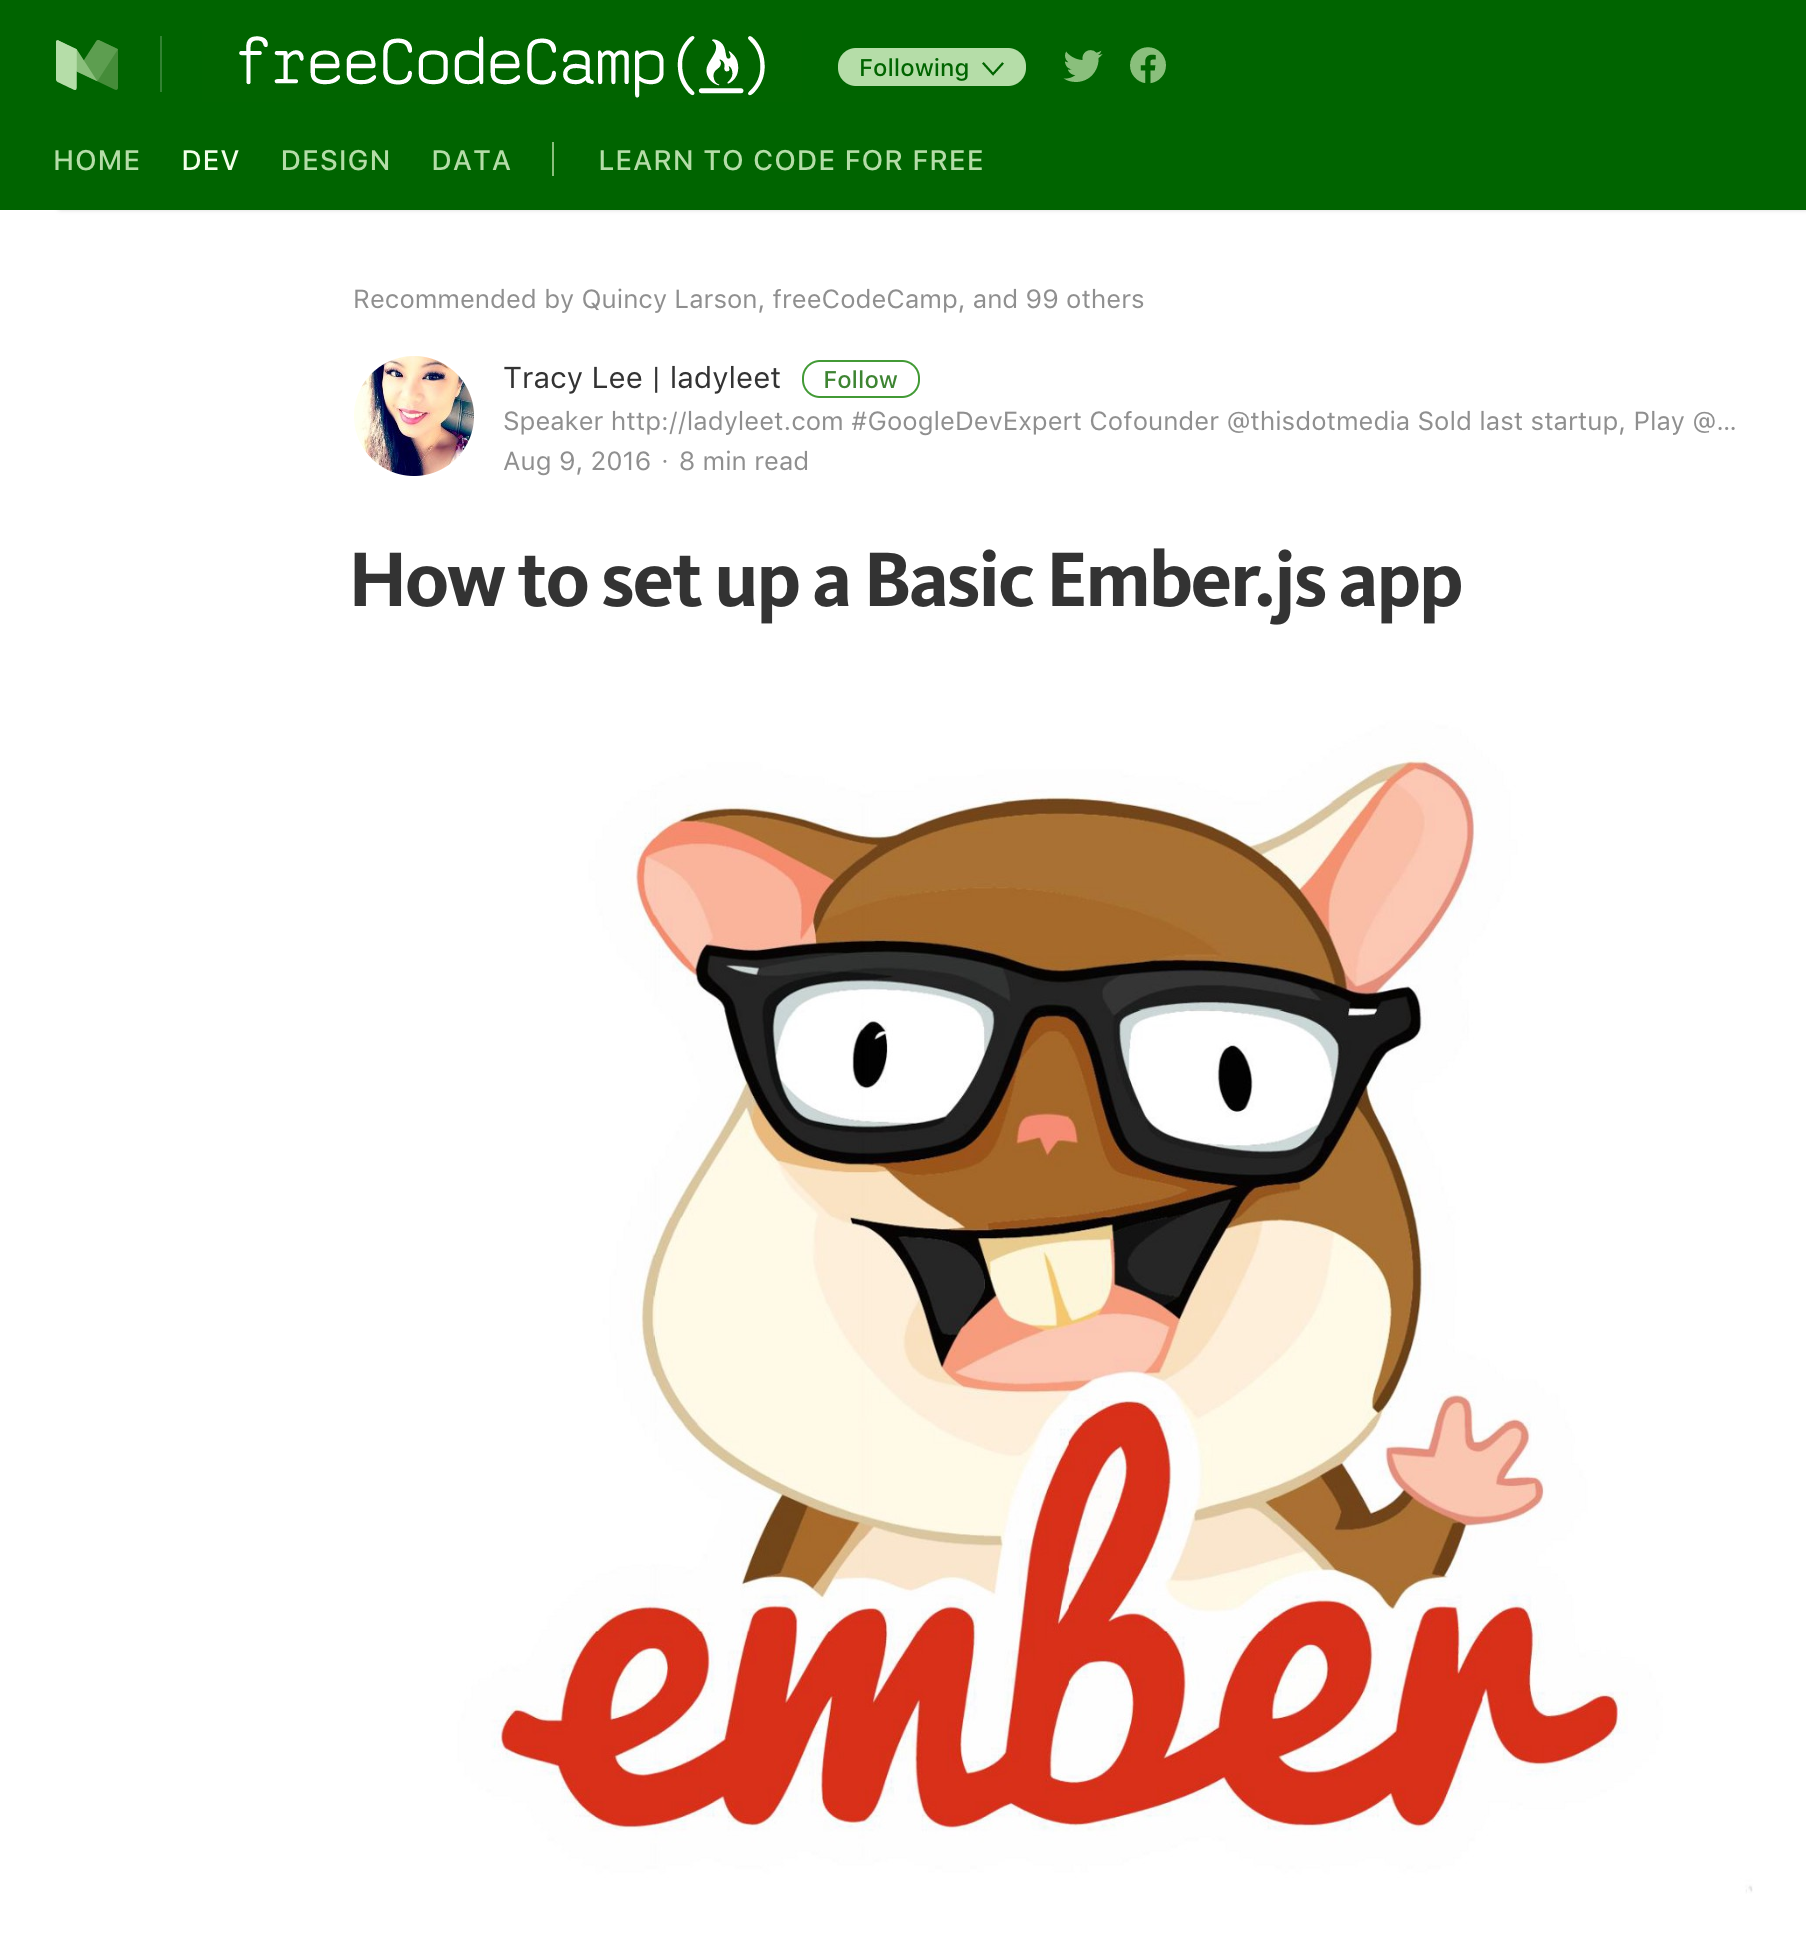 freeCodeCamp(🔥)
Following
HOME DEV DESIGN DATA LEARN TO CODE FOR FREE
Recommended by Quincy Larson, freeCodeCamp, and 99 others
Tracy Lee | ladyleet Follow
Speaker http://ladyleet.com #GoogleDevExpert Cofounder @thisdotmedia Sold last startup, Play @...
Aug 9, 2016 · 8 min read
How to set up a Basic Ember.js app
ember